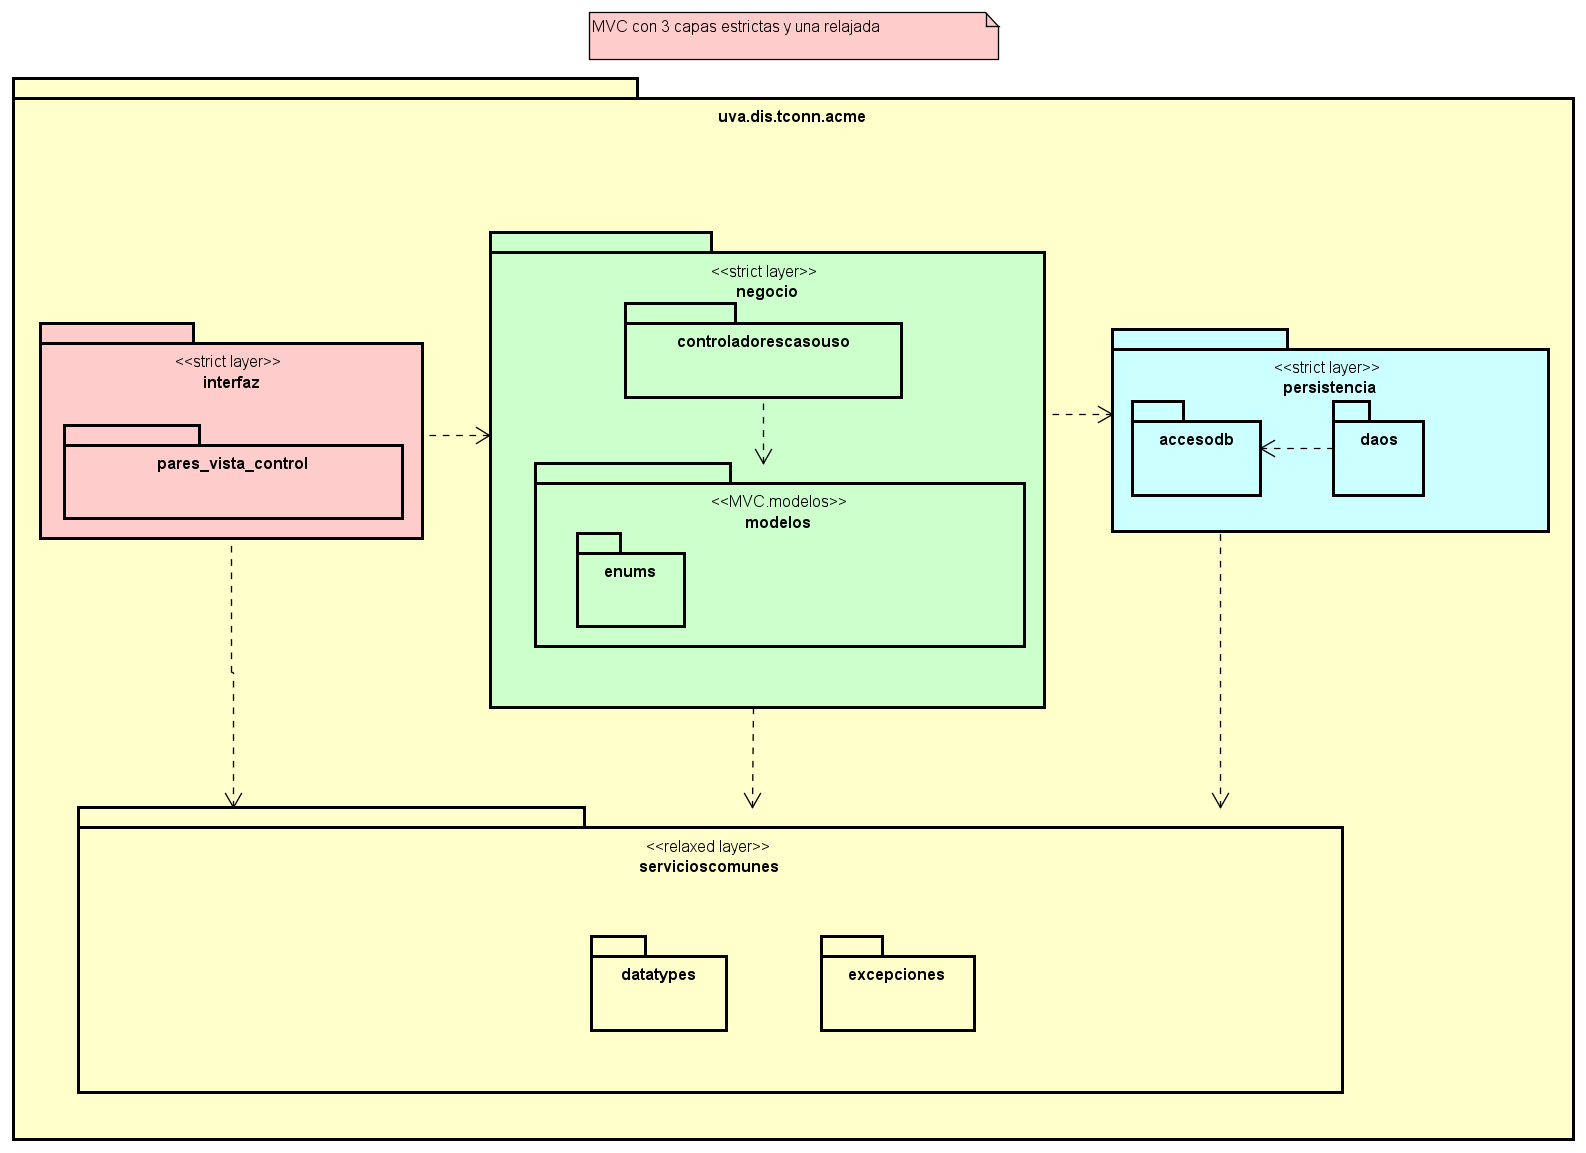 MVC con 3 capas estrictas y una relajada
uva.dis.tconn.acme
<<strict layer>>
negocio
controladorescasouso
<<strict layer>>
interfaz
pares_vista_control
<<strict layer>>
persistencia
accesodb
daos
<<MVC.modelos>>
modelos
enums
<<relaxed layer>>
servicioscomunes
datatypes
excepciones